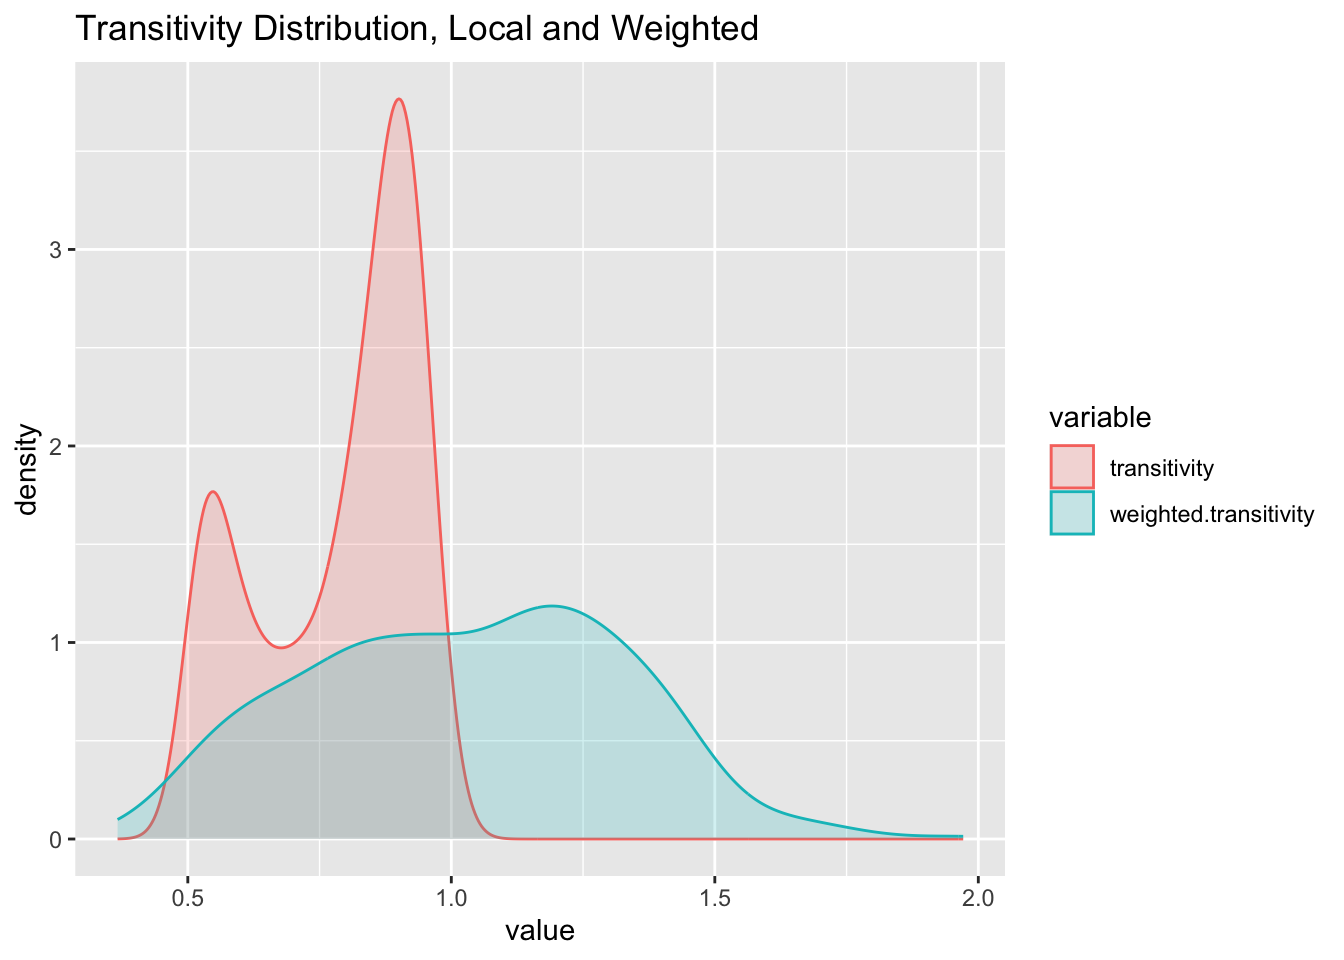 Transitivity Distribution, Local and Weighted
density
3
2
1
0
0.5 1.0 1.5 2.0
value
variable
transitivity
weighted.transitivity